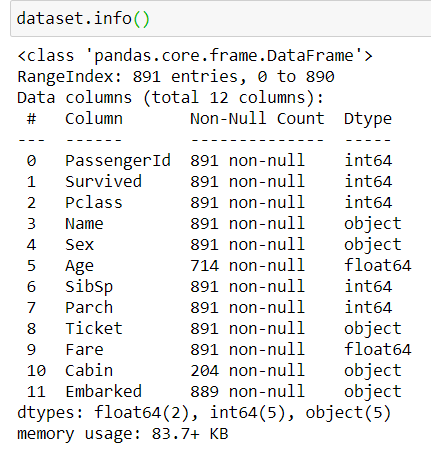 dataset.info()
<class 'pandas.core.frame.DataFrame'>
RangeIndex: 891 entries, 0 to 890
Data columns (total 12 columns):
 #   Column       Non-Null Count  Dtype
---  ------       --------------  -----
 0   PassengerId  891 non-null    int64
 1   Survived     891 non-null    int64
 2   Pclass       891 non-null    int64
 3   Name         891 non-null    object
 4   Sex          891 non-null    object
 5   Age          714 non-null    float64
 6   SibSp        891 non-null    int64
 7   Parch        891 non-null    int64
 8   Ticket       891 non-null    object
 9   Fare         891 non-null    float64
 10  Cabin        204 non-null    object
 11  Embarked     889 non-null    object
dtypes: float64(2), int64(5), object(5)
memory usage: 83.7+ KB